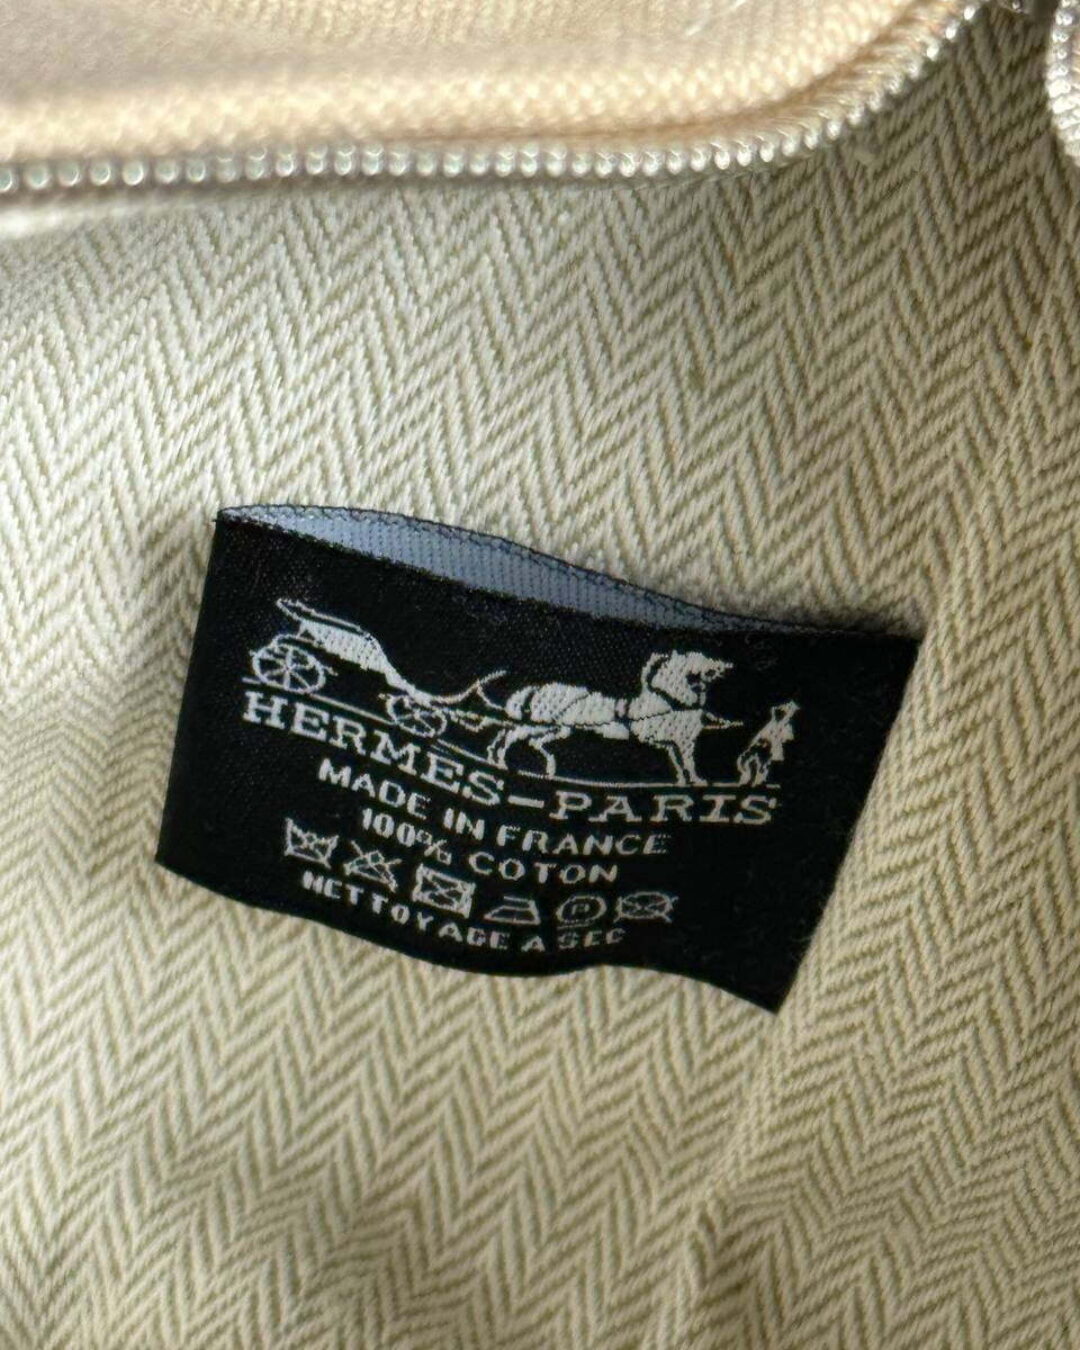 HERMES-PARIS
MADE IN FRANCE
100% COTON
NETTOYAGE A SEC